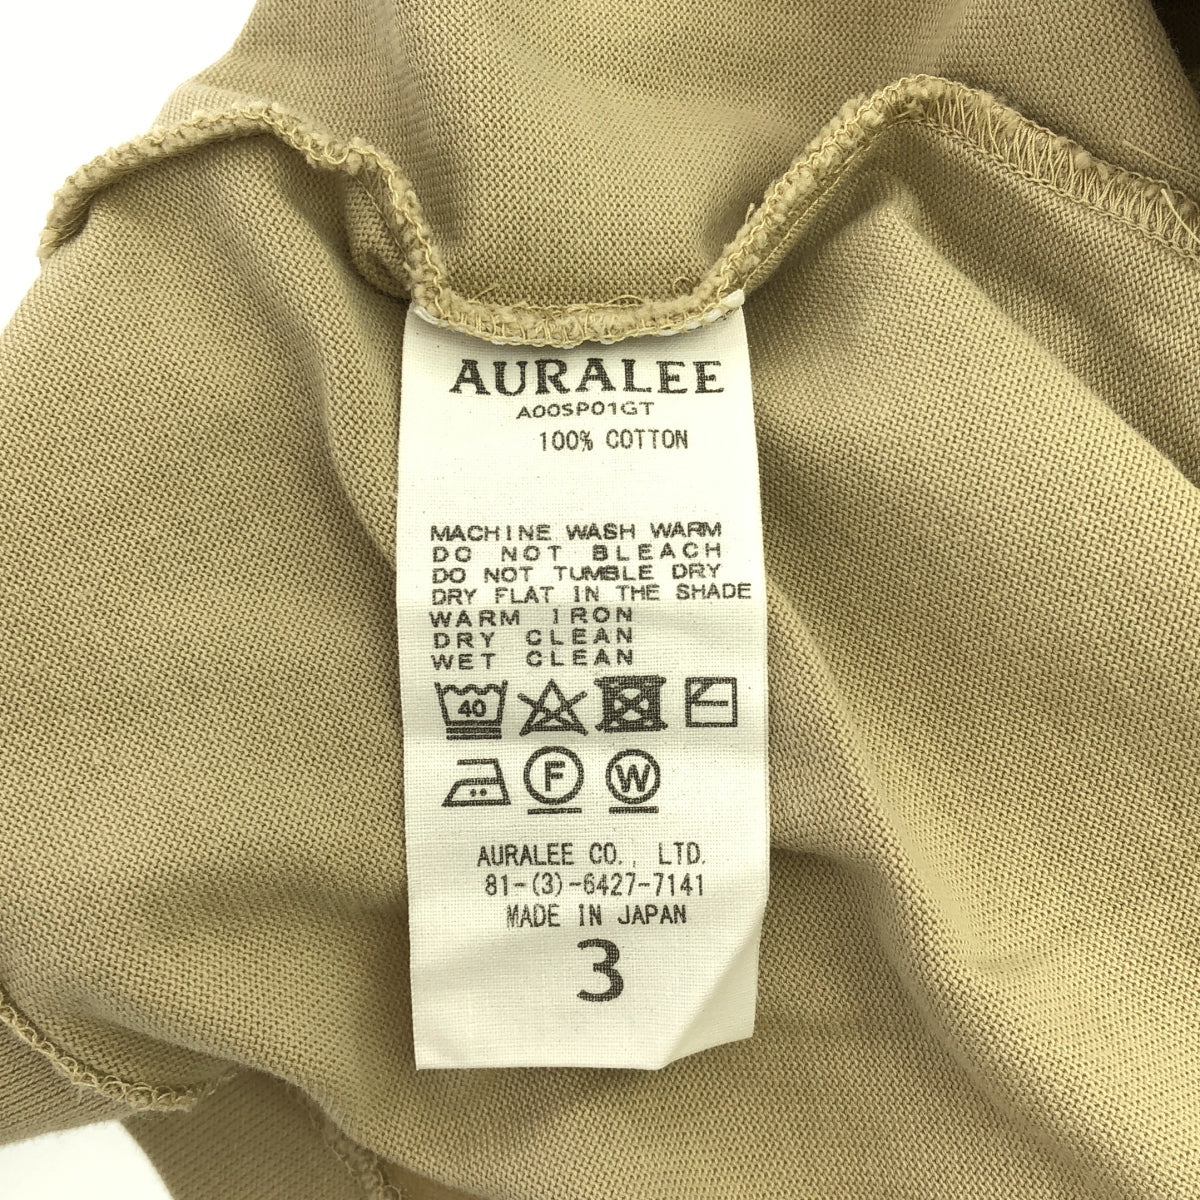 AURALEE
A00SP01GT
100% COTTON
MACHINE WASH WARM
DO NOT BLEACH
DO NOT TUMBLE DRY
DRY FLAT IN THE SHADE
WARM IRON
DRY CLEAN
WET CLEAN
40
F W
AURALEE CO., LTD.
81-(3)-6427-7141
MADE IN JAPAN
3